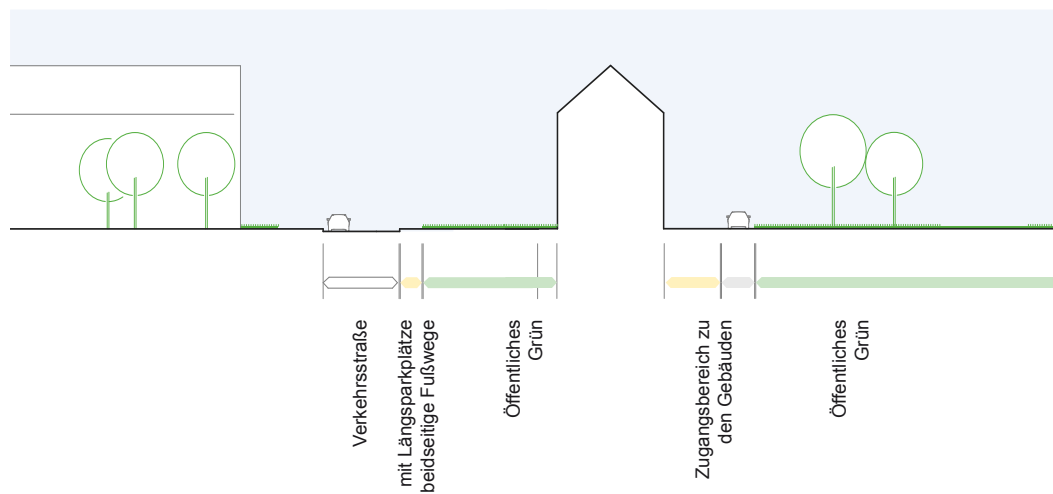 Verkehrsstraße
mit Längsparkplätze
beidseitige Fußwege
Öffentliches
Grün
Zugangsbereich zu
den Gebäuden
Öffentliches
Grün